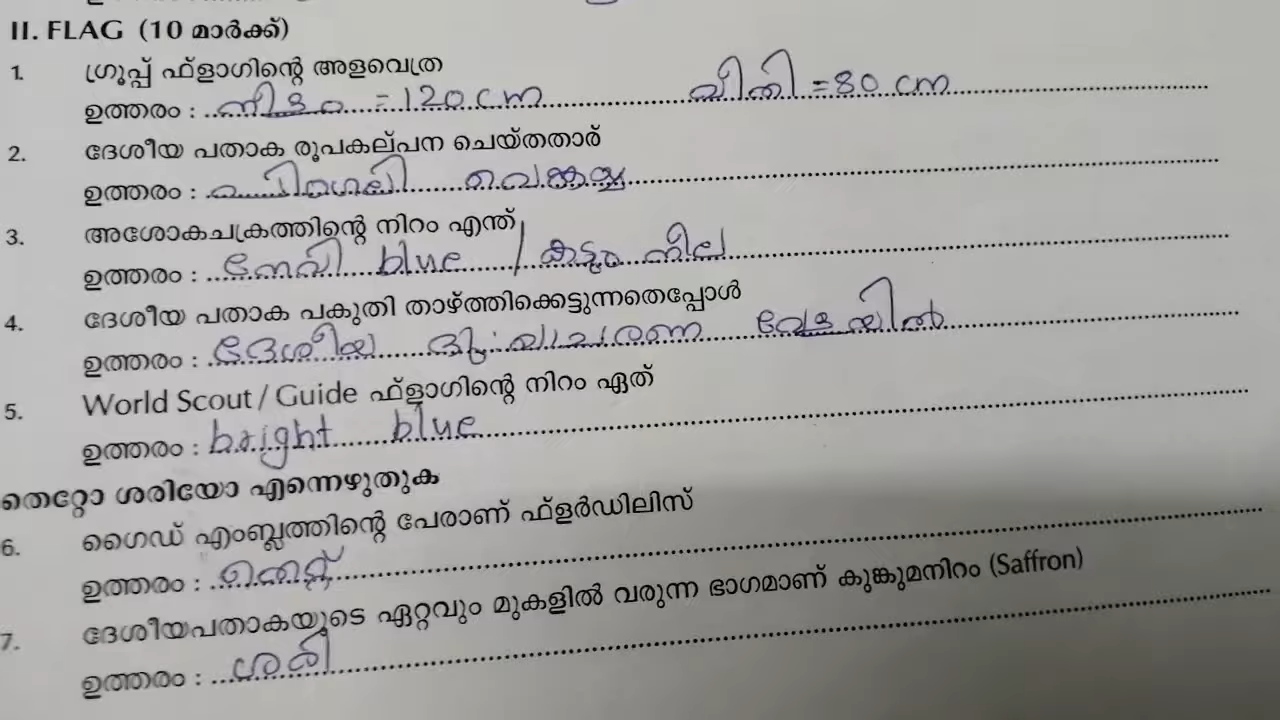 II. FLAG (10 മാർക്ക്)
1. ഗ്രൂപ്പ് ഫ്ളാഗിന്റെ അളവെത്ര
ഉത്തരം : നീളം = 120 cm വീതി = 80 cm
2. ദേശീയ പതാക രൂപകല്പന ചെയ്തതാര്
ഉത്തരം : പിംഗലി വെങ്കയ്യ
3. അശോകചക്രത്തിന്റെ നിറം എന്ത്
ഉത്തരം : നേവി blue / കടും നീല
4. ദേശീയ പതാക പകുതി താഴ്ത്തിക്കെട്ടുന്നതെപ്പോൾ
ഉത്തരം : ദേശീയ ദുഃഖാചരണ വേളയിൽ
5. World Scout / Guide ഫ്ളാഗിന്റെ നിറം ഏത്
ഉത്തരം : bright blue
തെറ്റോ ശരിയോ എന്നെഴുതുക
6. ഗൈഡ് എംബ്ലത്തിന്റെ പേരാണ് ഫ്ളർഡിലിസ്
ഉത്തരം : തെറ്റ്
7. ദേശീയപതാകയുടെ ഏറ്റവും മുകളിൽ വരുന്ന ഭാഗമാണ് കുങ്കുമനിറം (Saffron)
ഉത്തരം : ശരി